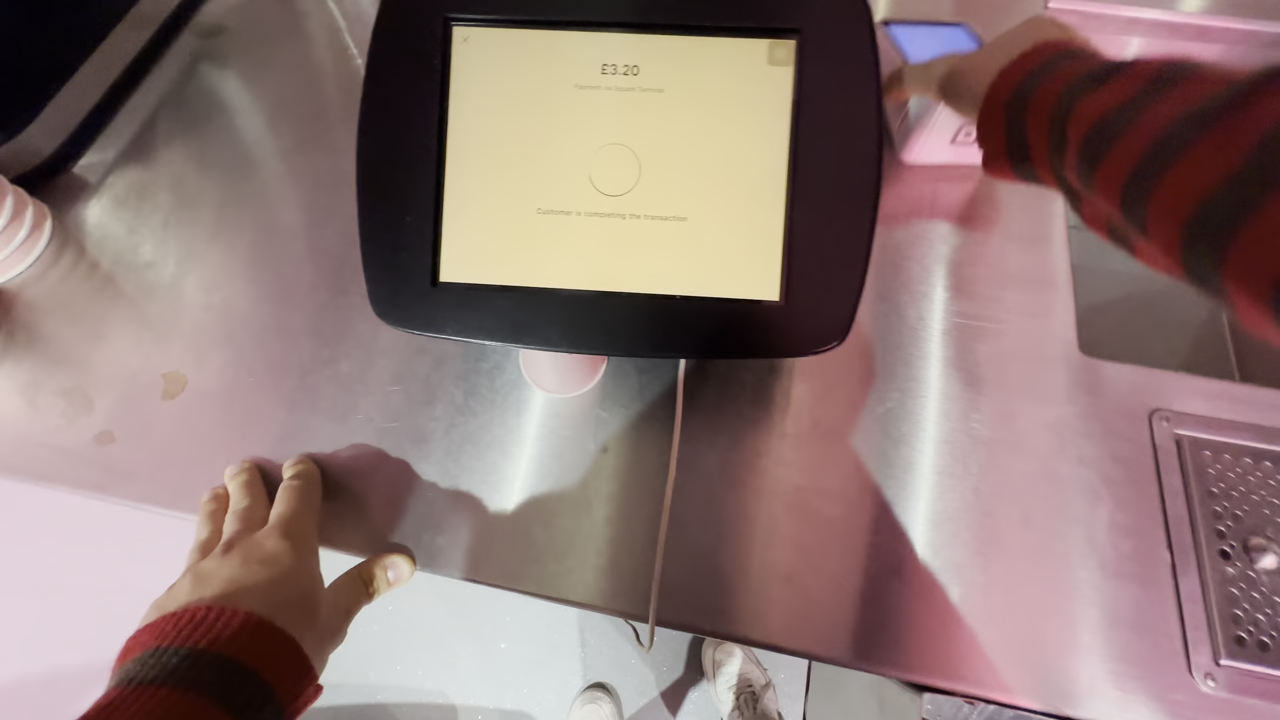 £3.20
Payment via Square Terminal
Customer is completing the transaction